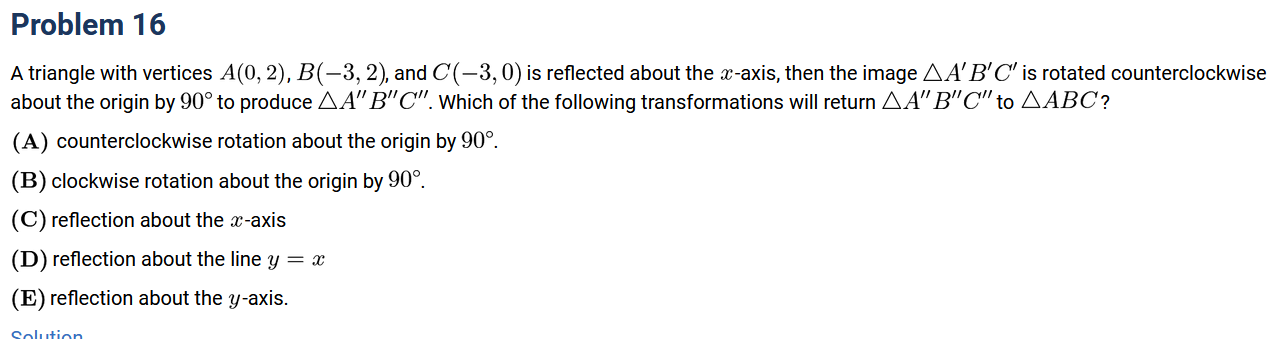 Problem 16
A triangle with vertices A(0, 2), B(−3, 2), and C(−3, 0) is reflected about the x-axis, then the image △A′B′C′ is rotated counterclockwise
about the origin by 90° to produce △A″B″C″. Which of the following transformations will return △A″B″C″ to △ABC?
(A) counterclockwise rotation about the origin by 90°.
(B) clockwise rotation about the origin by 90°.
(C) reflection about the x-axis
(D) reflection about the line y = x
(E) reflection about the y-axis.
Solution